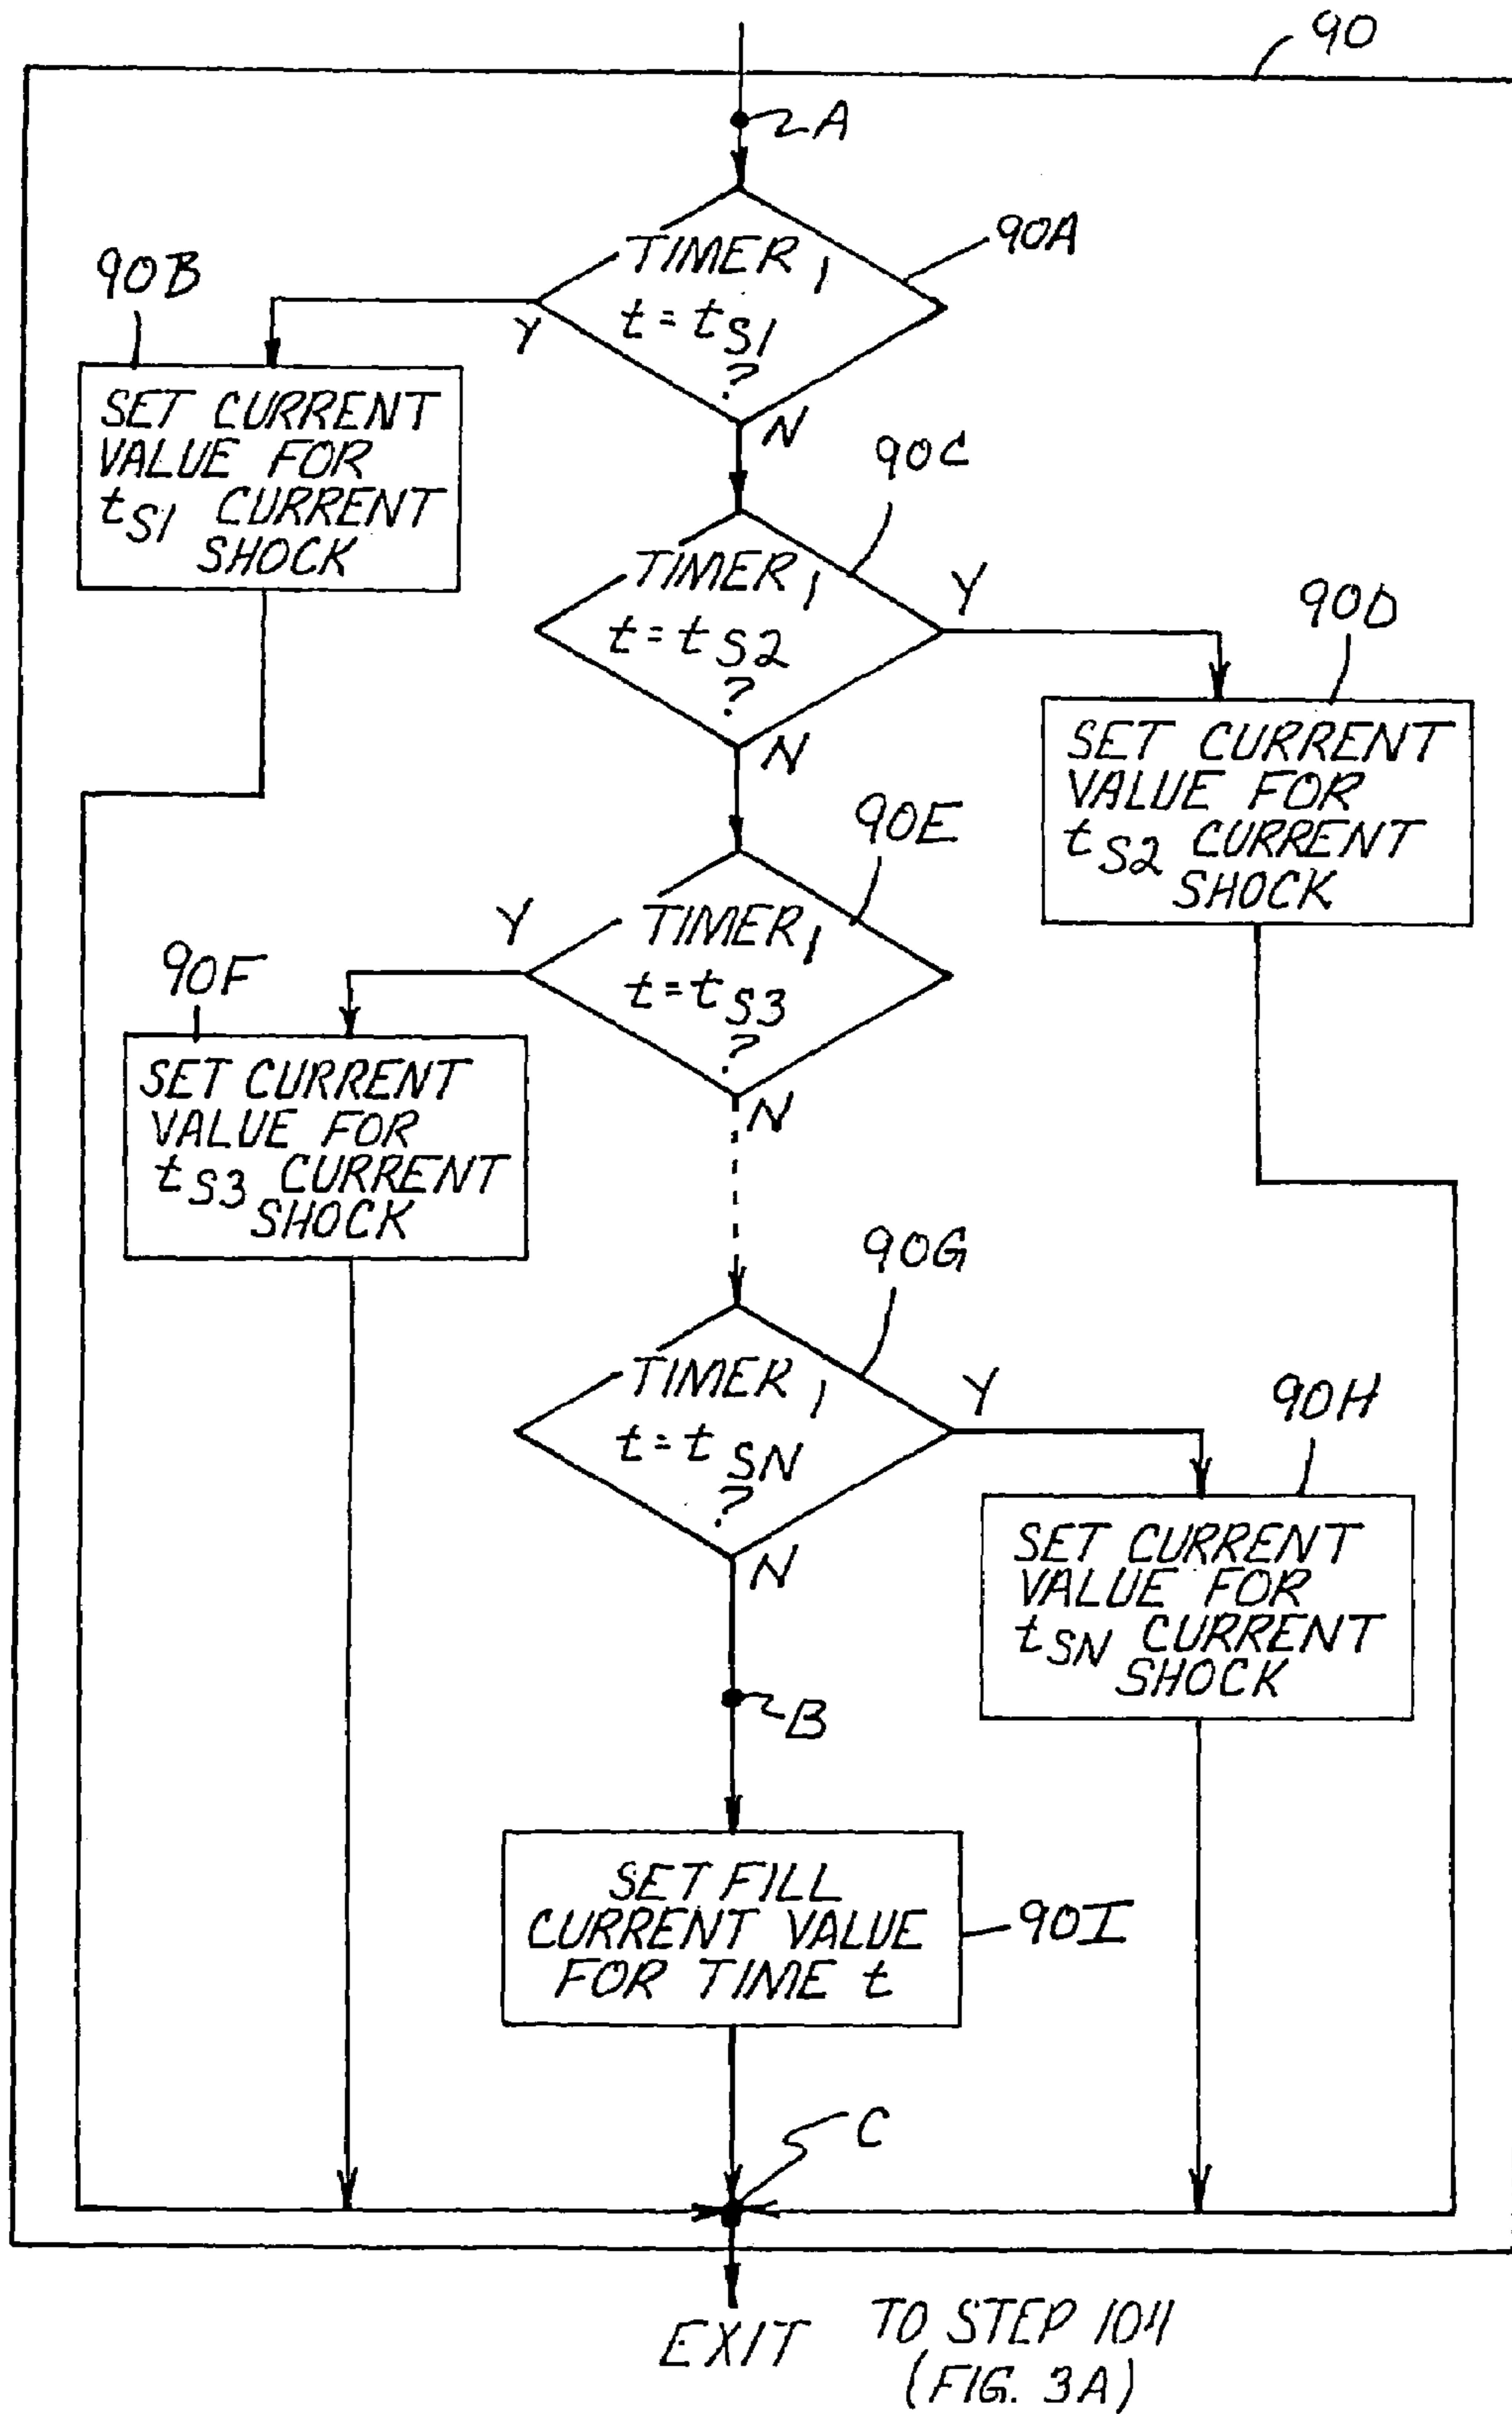 90
A
TIMER 1
90A
t = tS1
?
Y
N
90B
SET CURRENT
VALUE FOR
tS1 CURRENT
SHOCK
90C
TIMER 1
t = tS2
?
Y
N
90D
SET CURRENT
VALUE FOR
tS2 CURRENT
SHOCK
90E
TIMER 1
t = tS3
?
Y
N
90F
SET CURRENT
VALUE FOR
tS3 CURRENT
SHOCK
90G
TIMER 1
t = tSN
?
Y
N
90H
SET CURRENT
VALUE FOR
tSN CURRENT
SHOCK
B
SET FILL
CURRENT VALUE
FOR TIME t
90I
C
EXIT
TO STEP 104
(FIG. 3A)